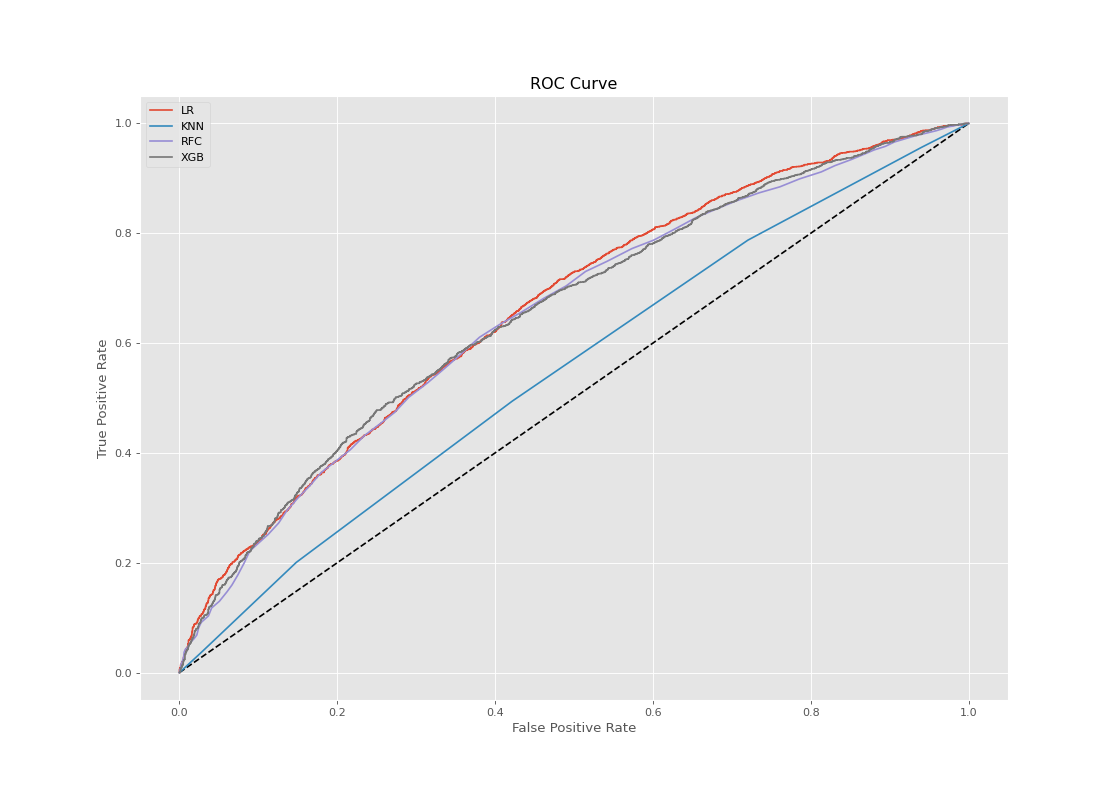 ROC Curve
LR
KNN
RFC
XGB
True Positive Rate
1.0
0.8
0.6
0.4
0.2
0.0
0.0 0.2 0.4 0.6 0.8 1.0
False Positive Rate